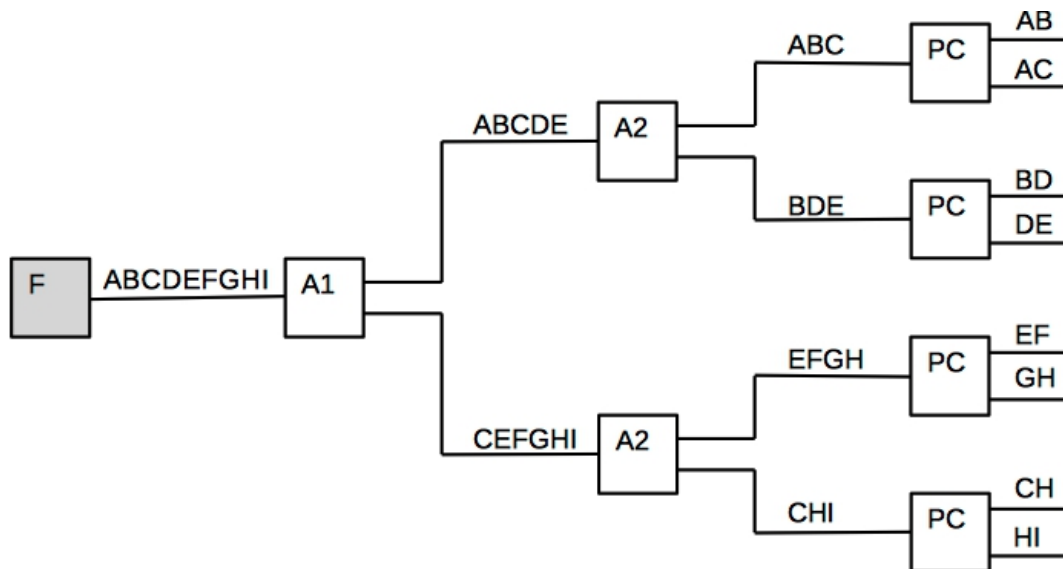 AB
ABC
PC
AC
ABCDE
A2
BD
BDE
PC
DE
F
ABCDEFGHI
A1
EF
EFGH
PC
GH
CEFGHI
A2
CH
CHI
PC
HI